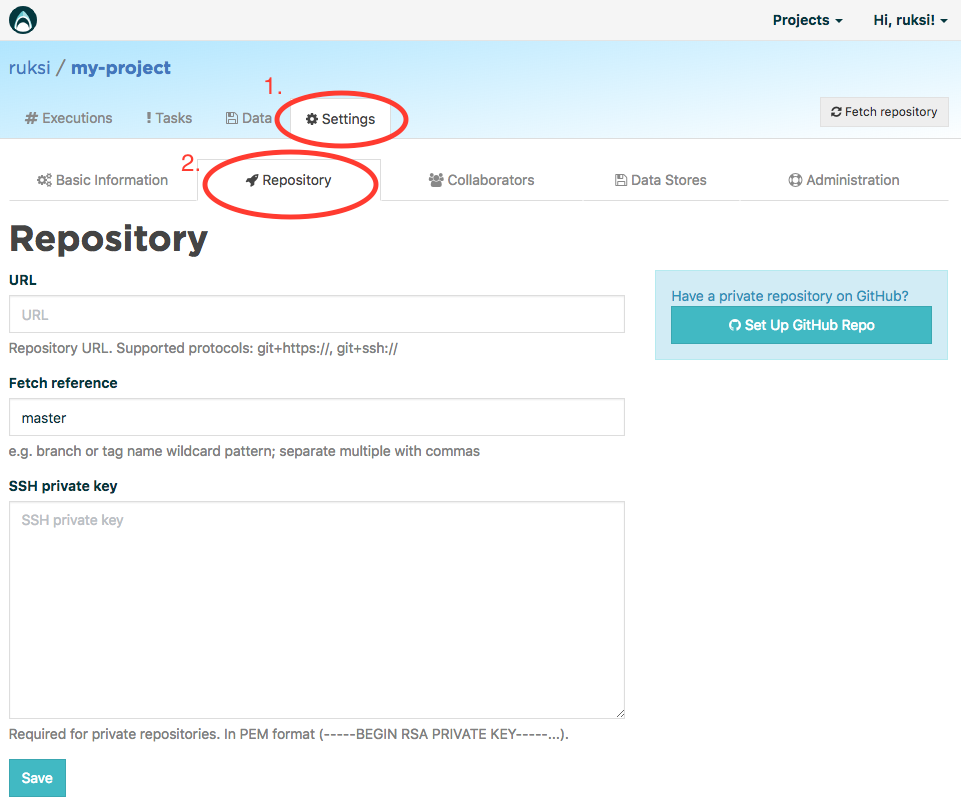 Projects Hi, ruksi!
ruksi / my-project
1.
# Executions ! Tasks Data Settings Fetch repository
2.
Basic Information Repository Collaborators Data Stores Administration
Repository
URL
URL
Repository URL. Supported protocols: git+https://, git+ssh://
Have a private repository on GitHub?
Set Up GitHub Repo
Fetch reference
master
e.g. branch or tag name wildcard pattern; separate multiple with commas
SSH private key
SSH private key
Required for private repositories. In PEM format (-----BEGIN RSA PRIVATE KEY-----...).
Save